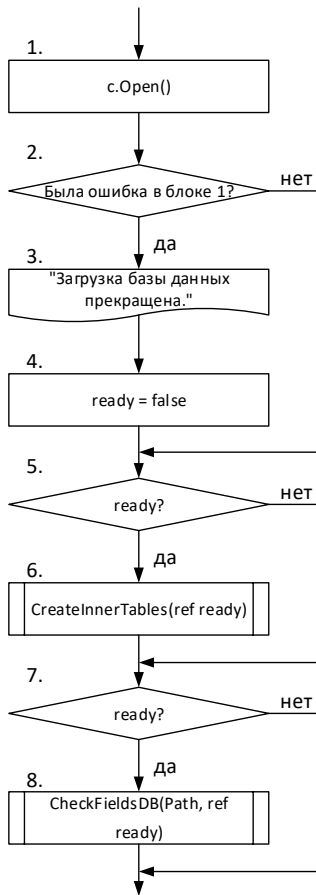 1.
c.Open()
2.
Была ошибка в блоке 1?
нет
да
3.
"Загрузка базы данных
прекращена."
4.
ready = false
5.
ready?
нет
да
6.
CreateInnerTables(ref ready)
7.
ready?
нет
да
8.
CheckFieldsDB(Path, ref
ready)